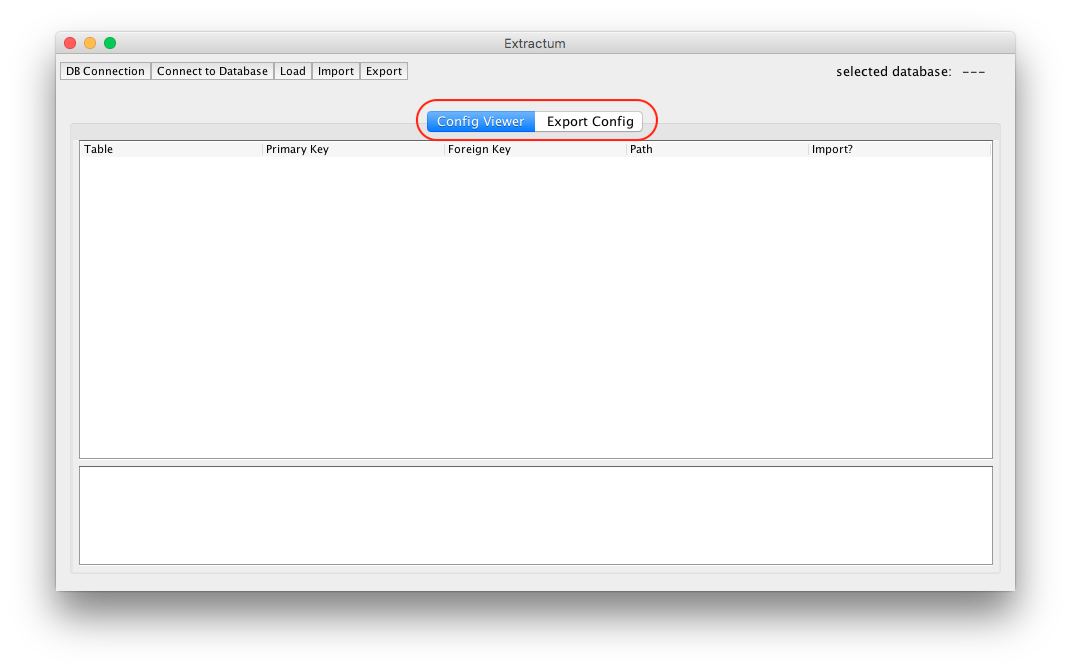 Extractum
DB Connection Connect to Database Load Import Export selected database: ---
Config Viewer Export Config
Table Primary Key Foreign Key Path Import?